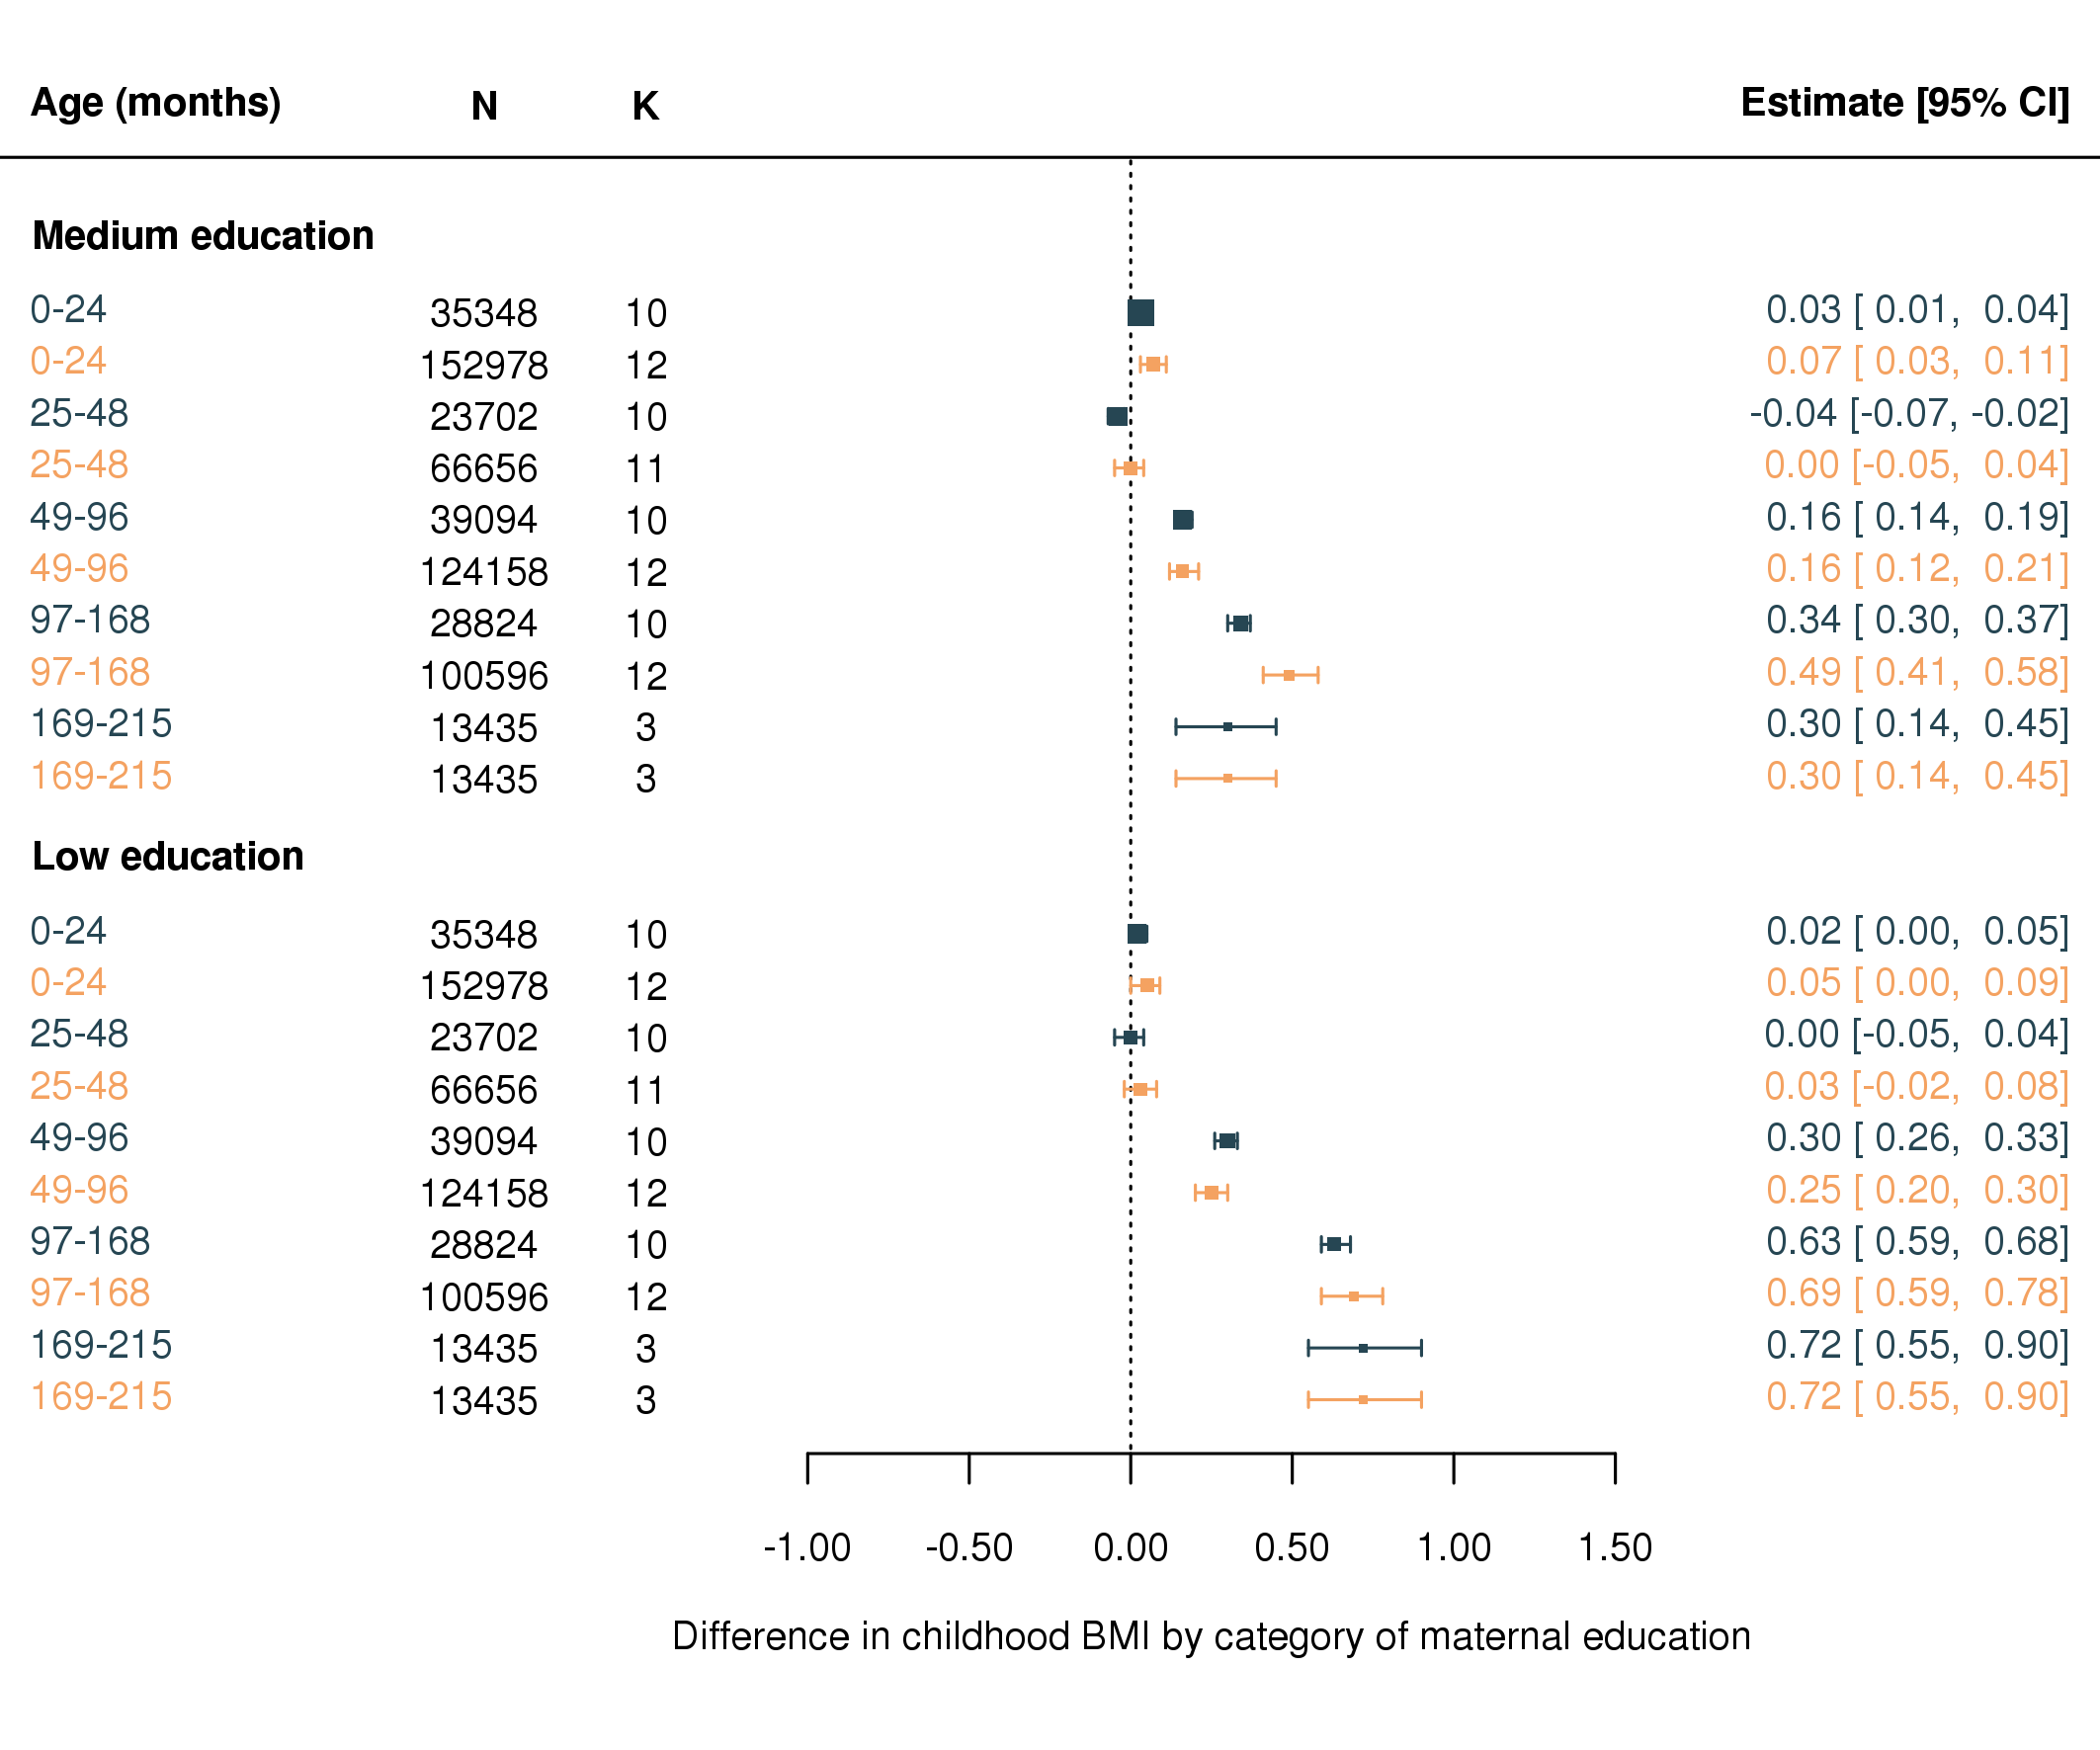 Age (months) N K Estimate [95% CI]
Medium education
0-24 35348 10 0.03 [ 0.01, 0.04]
0-24 152978 12 0.07 [ 0.03, 0.11]
25-48 23702 10 -0.04 [-0.07, -0.02]
25-48 66656 11 0.00 [-0.05, 0.04]
49-96 39094 10 0.16 [ 0.14, 0.19]
49-96 124158 12 0.16 [ 0.12, 0.21]
97-168 28824 10 0.34 [ 0.30, 0.37]
97-168 100596 12 0.49 [ 0.41, 0.58]
169-215 13435 3 0.30 [ 0.14, 0.45]
169-215 13435 3 0.30 [ 0.14, 0.45]
Low education
0-24 35348 10 0.02 [ 0.00, 0.05]
0-24 152978 12 0.05 [ 0.00, 0.09]
25-48 23702 10 0.00 [-0.05, 0.04]
25-48 66656 11 0.03 [-0.02, 0.08]
49-96 39094 10 0.30 [ 0.26, 0.33]
49-96 124158 12 0.25 [ 0.20, 0.30]
97-168 28824 10 0.63 [ 0.59, 0.68]
97-168 100596 12 0.69 [ 0.59, 0.78]
169-215 13435 3 0.72 [ 0.55, 0.90]
169-215 13435 3 0.72 [ 0.55, 0.90]
-1.00 -0.50 0.00 0.50 1.00 1.50
Difference in childhood BMI by category of maternal education